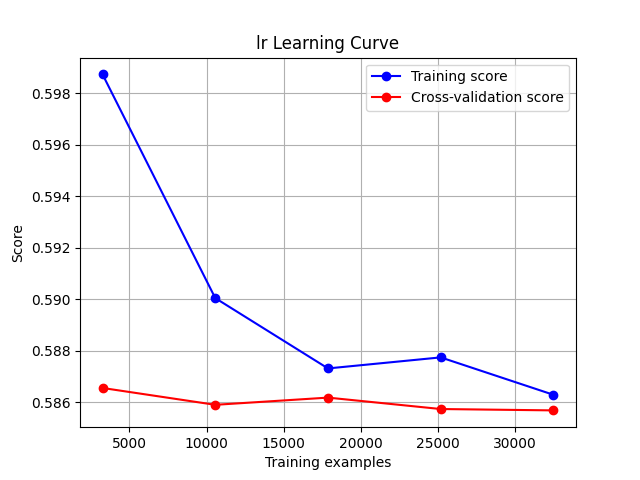 lr Learning Curve
Training score
Cross-validation score
Score
0.598
0.596
0.594
0.592
0.590
0.588
0.586
5000 10000 15000 20000 25000 30000
Training examples